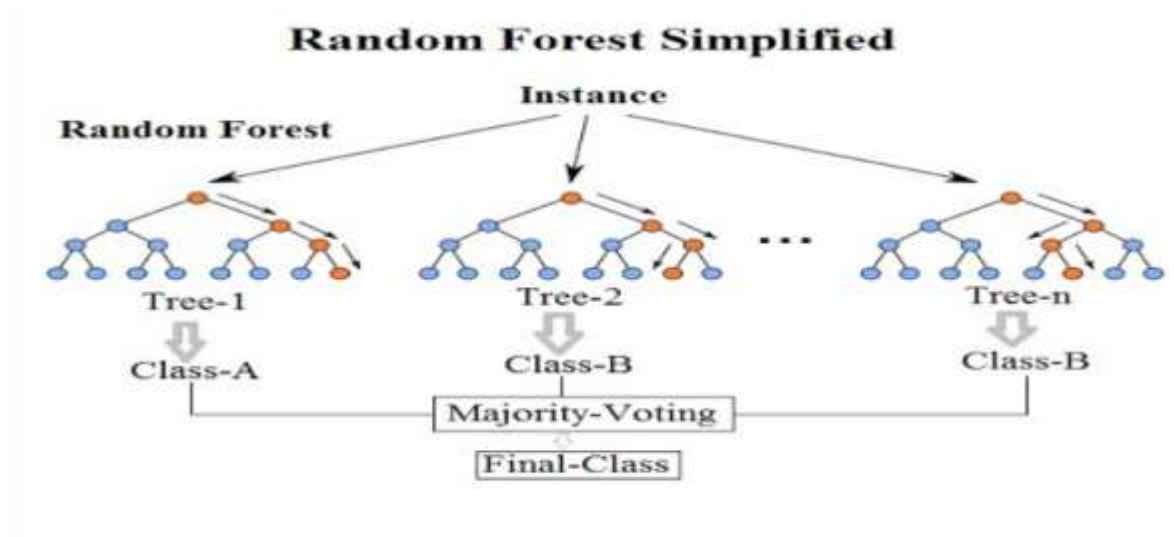 Random Forest Simplified
Instance
Random Forest
...
Tree-1
Tree-2
Tree-n
Class-A
Class-B
Class-B
Majority-Voting
Final-Class